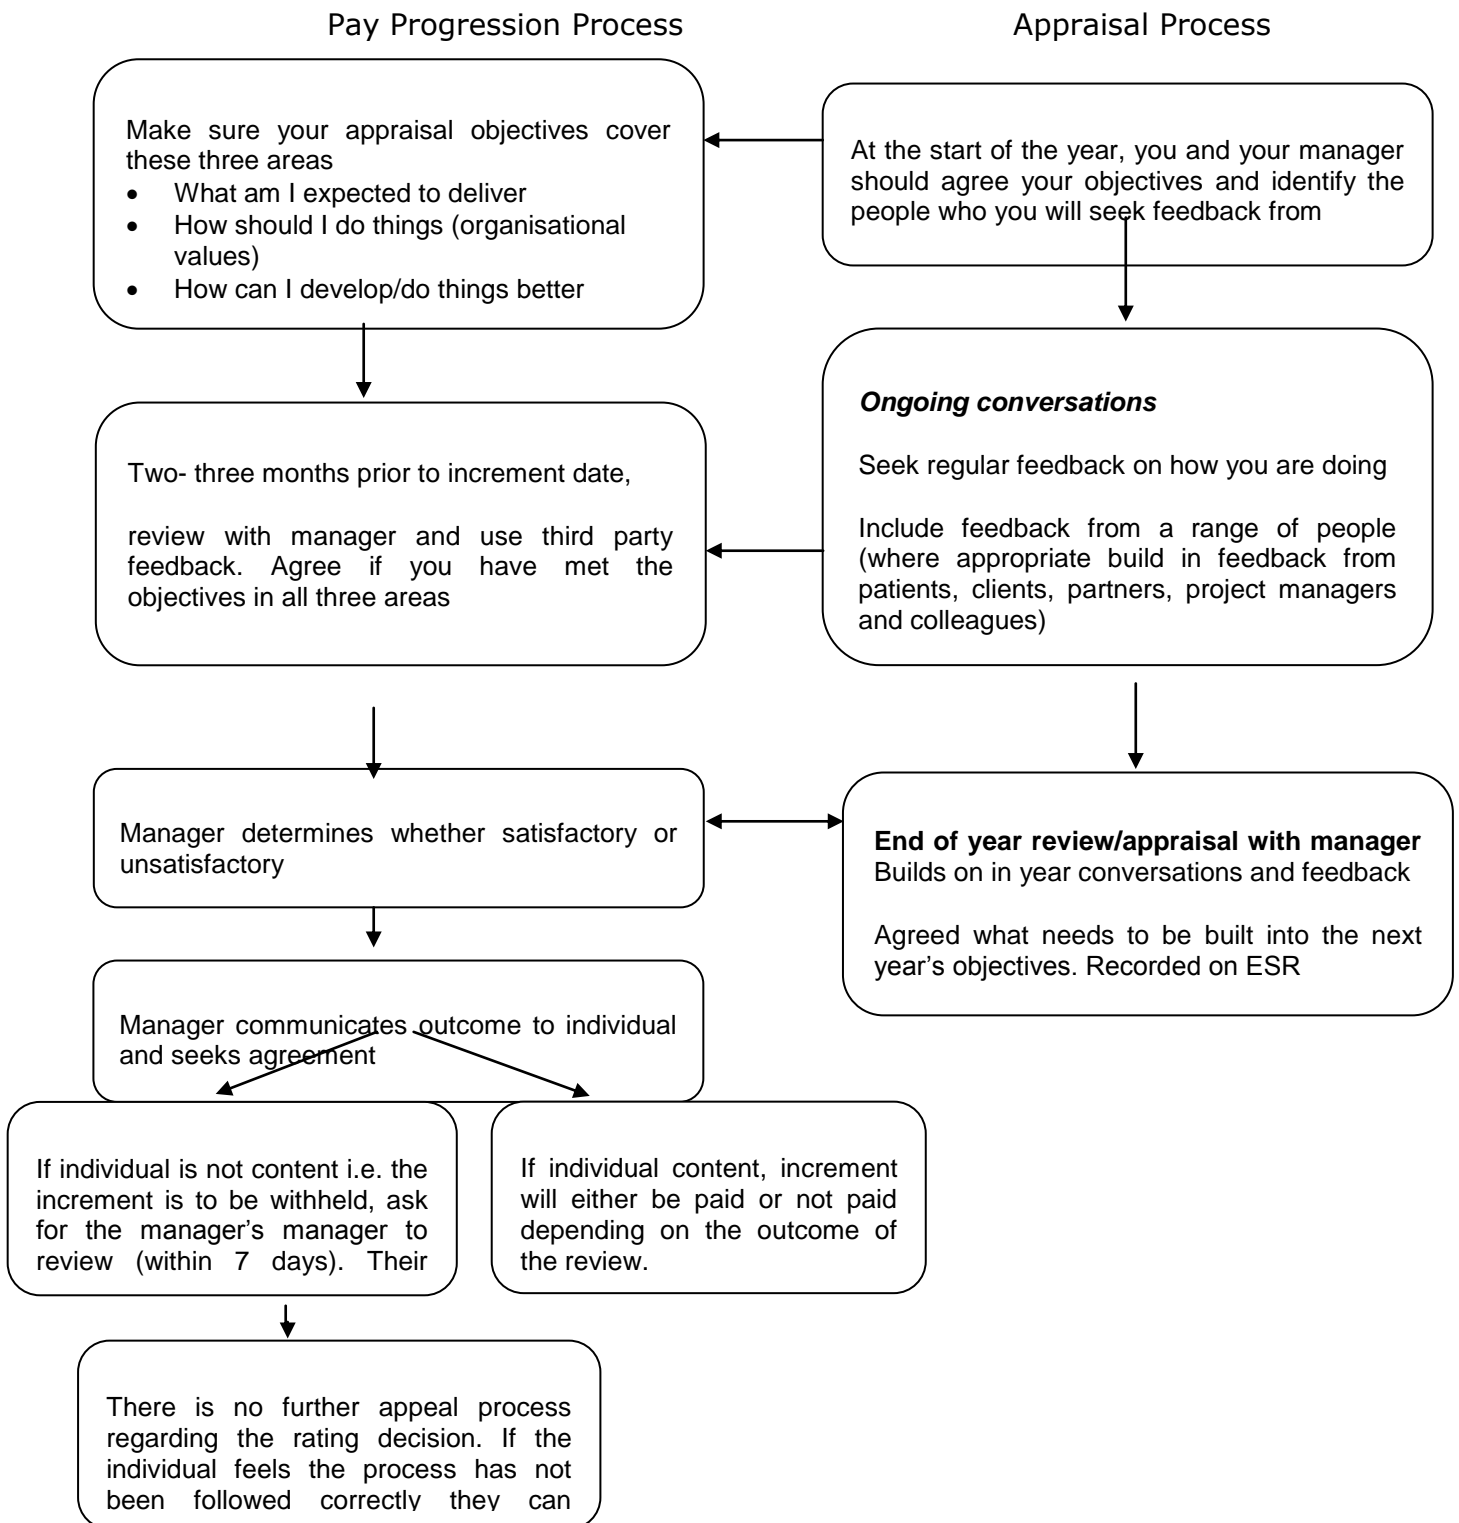 Pay Progression Process
Appraisal Process
Make sure your appraisal objectives cover
these three areas
• What am I expected to deliver
• How should I do things (organisational
values)
• How can I develop/do things better
At the start of the year, you and your manager
should agree your objectives and identify the
people who you will seek feedback from
Two- three months prior to increment date,
review with manager and use third party
feedback. Agree if you have met the
objectives in all three areas
Ongoing conversations
Seek regular feedback on how you are doing
Include feedback from a range of people
(where appropriate build in feedback from
patients, clients, partners, project managers
and colleagues)
Manager determines whether satisfactory or
unsatisfactory
End of year review/appraisal with manager
Builds on in year conversations and feedback
Agreed what needs to be built into the next
year’s objectives. Recorded on ESR
Manager communicates outcome to individual
and seeks agreement
If individual is not content i.e. the
increment is to be withheld, ask
for the manager’s manager to
review (within 7 days). Their
If individual content, increment
will either be paid or not paid
depending on the outcome of
the review.
There is no further appeal process
regarding the rating decision. If the
individual feels the process has not
been followed correctly they can